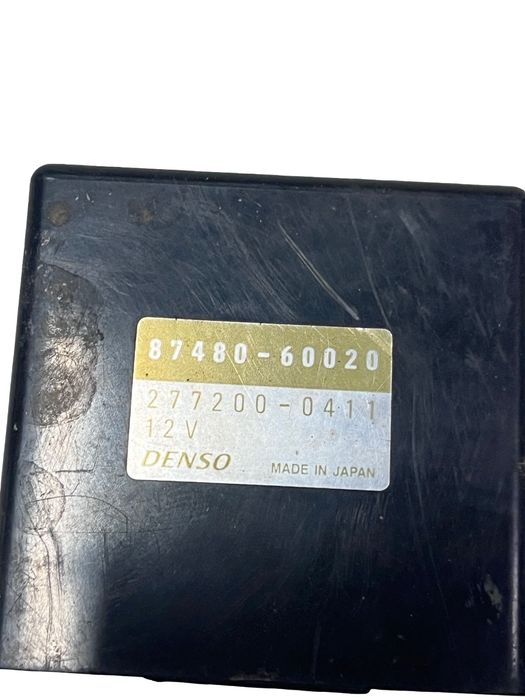 87480-60020
277200-0411
12V
DENSO MADE IN JAPAN